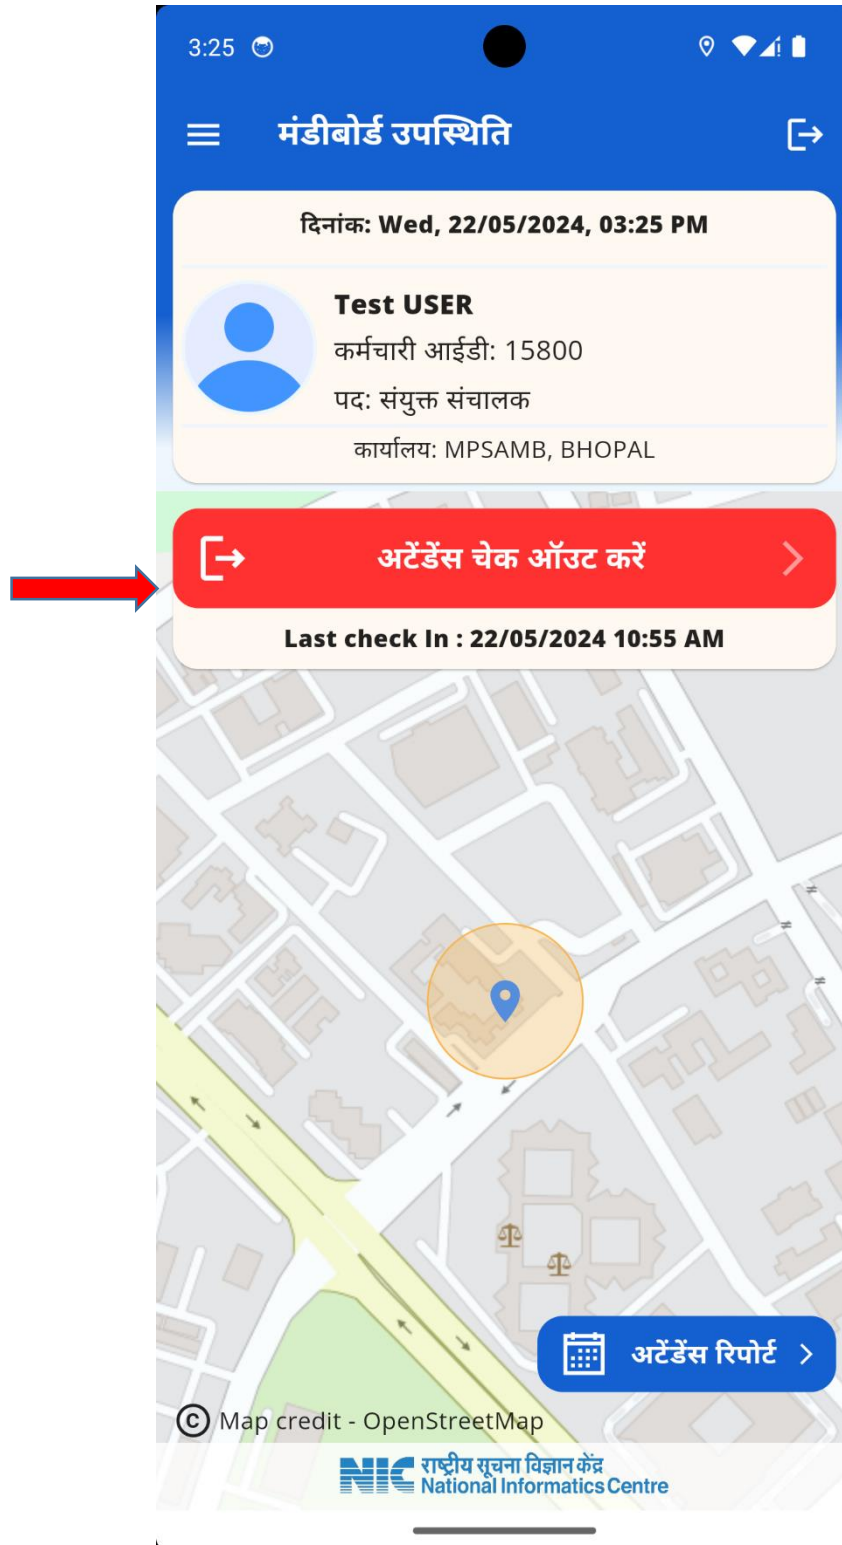 3:25
मंडीबोर्ड उपस्थिति
दिनांक: Wed, 22/05/2024, 03:25 PM
Test USER
कर्मचारी आईडी: 15800
पद: संयुक्त संचालक
कार्यालय: MPSAMB, BHOPAL
अटेंडेंस चेक ऑउट करें
Last check In : 22/05/2024 10:55 AM
अटेंडेंस रिपोर्ट
© Map credit - OpenStreetMap
NIC राष्ट्रीय सूचना विज्ञान केंद्र
National Informatics Centre